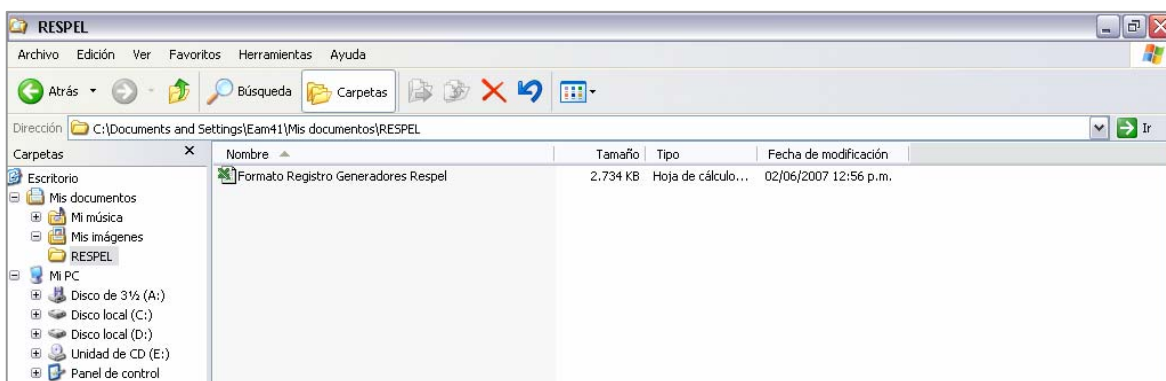 RESPEL
Archivo Edición Ver Favoritos Herramientas Ayuda
Atrás Búsqueda Carpetas
Dirección C:\Documents and Settings\Eam41\Mis documentos\RESPEL Ir
Carpetas x Nombre Tamaño Tipo Fecha de modificación
Escritorio
Formato Registro Generadores Respel 2.734 KB Hoja de cálculo... 02/06/2007 12:56 p.m.
Mis documentos
Mi música
Mis imágenes
RESPEL
Mi PC
Disco de 3½ (A:)
Disco local (C:)
Disco local (D:)
Unidad de CD (E:)
Panel de control